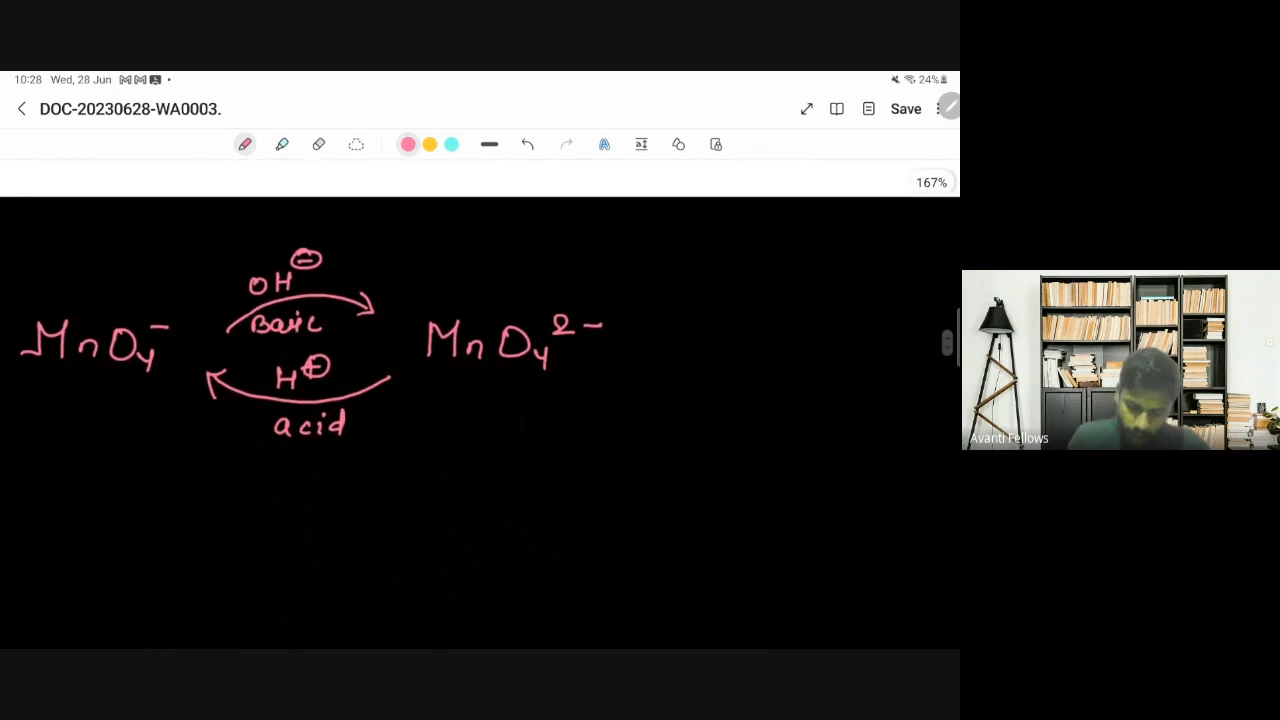 10:28 Wed, 28 Jun
24%
DOC-20230628-WA0003.
Save
167%
OH⊖
Basic
MnO₄⁻
MnO₄²⁻
H⊕
acid
Avanti Fellows